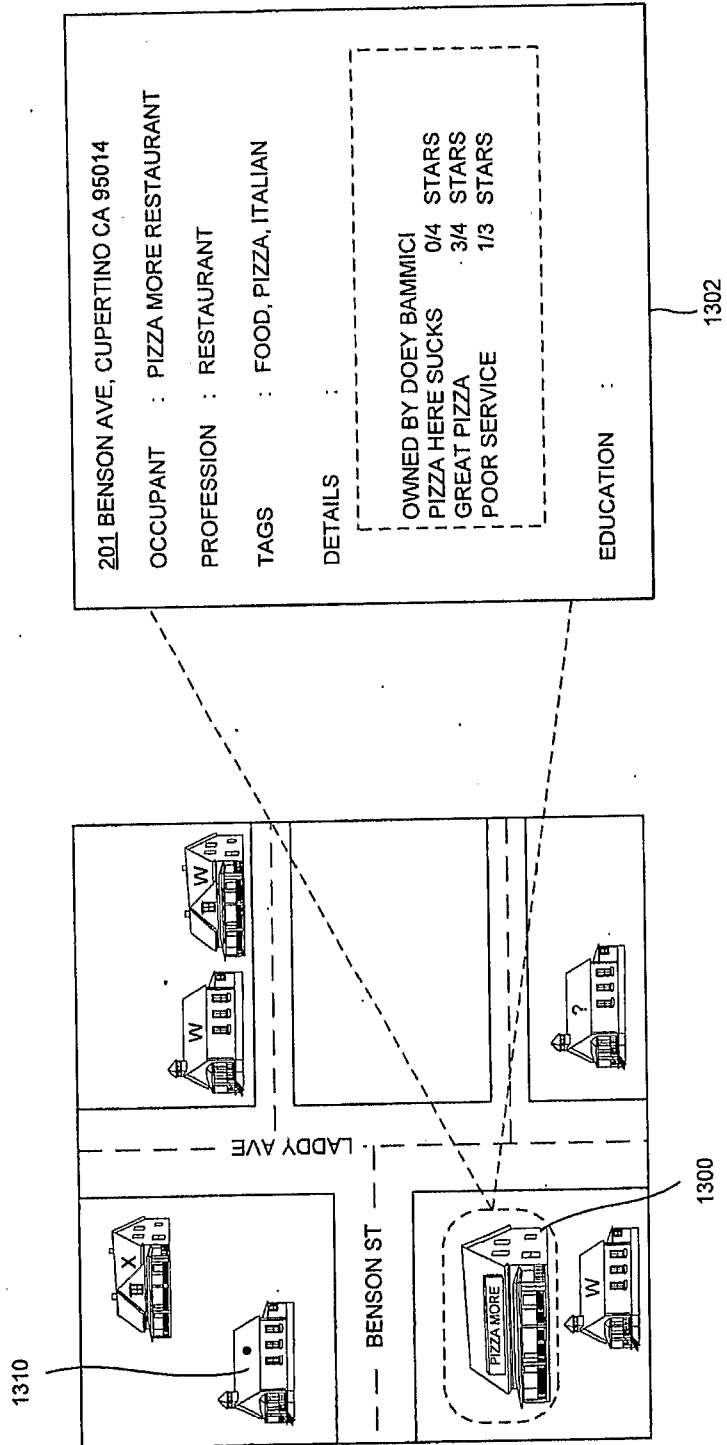 201 BENSON AVE, CUPERTINO CA 95014
OCCUPANT : PIZZA MORE RESTAURANT
PROFESSION : RESTAURANT
TAGS : FOOD, PIZZA, ITALIAN
DETAILS :
OWNED BY DOEY BAMMICI
PIZZA HERE SUCKS 0/4 STARS
GREAT PIZZA 3/4 STARS
POOR SERVICE 1/3 STARS
EDUCATION :
1302
1310
X
W
W
LADDY AVE
BENSON ST
PIZZA MORE
W
?
1300